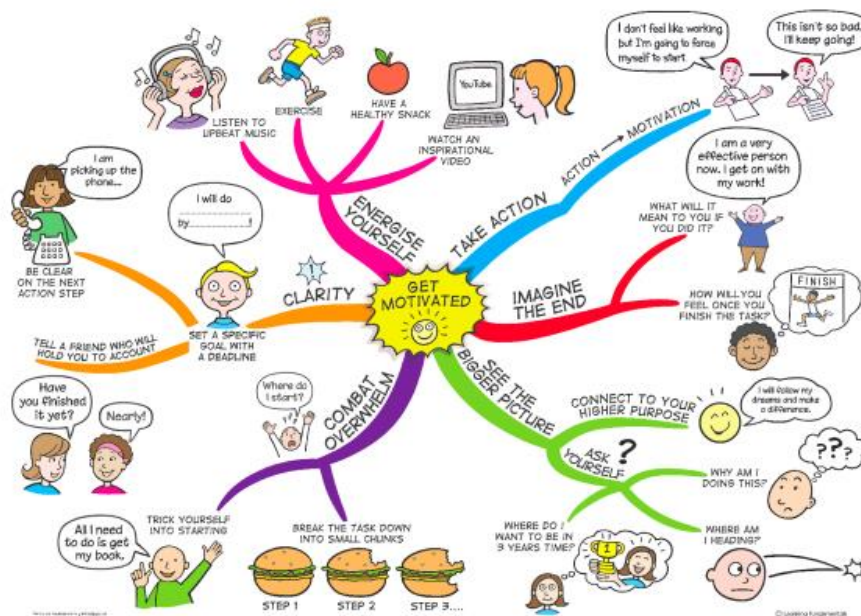 GET
MOTIVATED
TAKE ACTION
ACTION → MOTIVATION
I don't feel like working
but I'm going to force
myself to start
This isn't so bad,
I'll keep going!
IMAGINE
THE END
WHAT WILL IT
MEAN TO YOU IF
YOU DID IT?
I am a very
effective person
now. I get on with
my work!
HOW WILL YOU
FEEL ONCE YOU
FINISH THE TASK?
FINISH
SEE THE
BIGGER PICTURE
CONNECT TO YOUR
HIGHER PURPOSE
I will follow my
dreams and make
a difference.
ASK
YOURSELF
?
WHY AM I
DOING THIS?
???
WHERE AM
I HEADING?
WHERE DO I
WANT TO BE IN
3 YEARS TIME?
1
COMBAT
OVERWHELM
Where do
I start?
BREAK THE TASK DOWN
INTO SMALL CHUNKS
STEP 1
STEP 2
STEP 3....
TRICK YOURSELF
INTO STARTING
All I need
to do is get
my book.
CLARITY
!
SET A SPECIFIC
GOAL WITH
A DEADLINE
I will do
....................
by..............!
BE CLEAR
ON THE NEXT
ACTION STEP
I am
picking up the
phone...
TELL A FRIEND WHO WILL
HOLD YOU TO ACCOUNT
Have
you finished
it yet?
Nearly!
ENERGISE
YOURSELF
LISTEN TO
UPBEAT MUSIC
EXERCISE
HAVE A
HEALTHY SNACK
WATCH AN
INSPIRATIONAL
VIDEO
YouTube
Learning Fundamentals